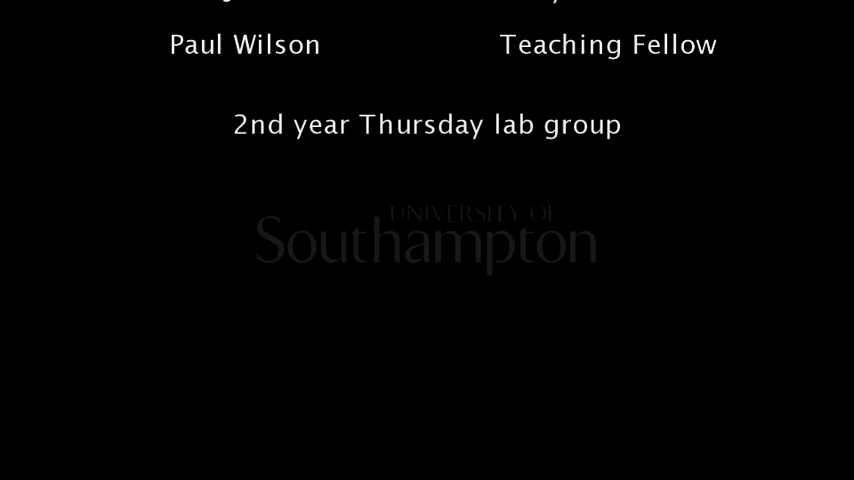 Paul Wilson Teaching Fellow
2nd year Thursday lab group
UNIVERSITY OF
Southampton